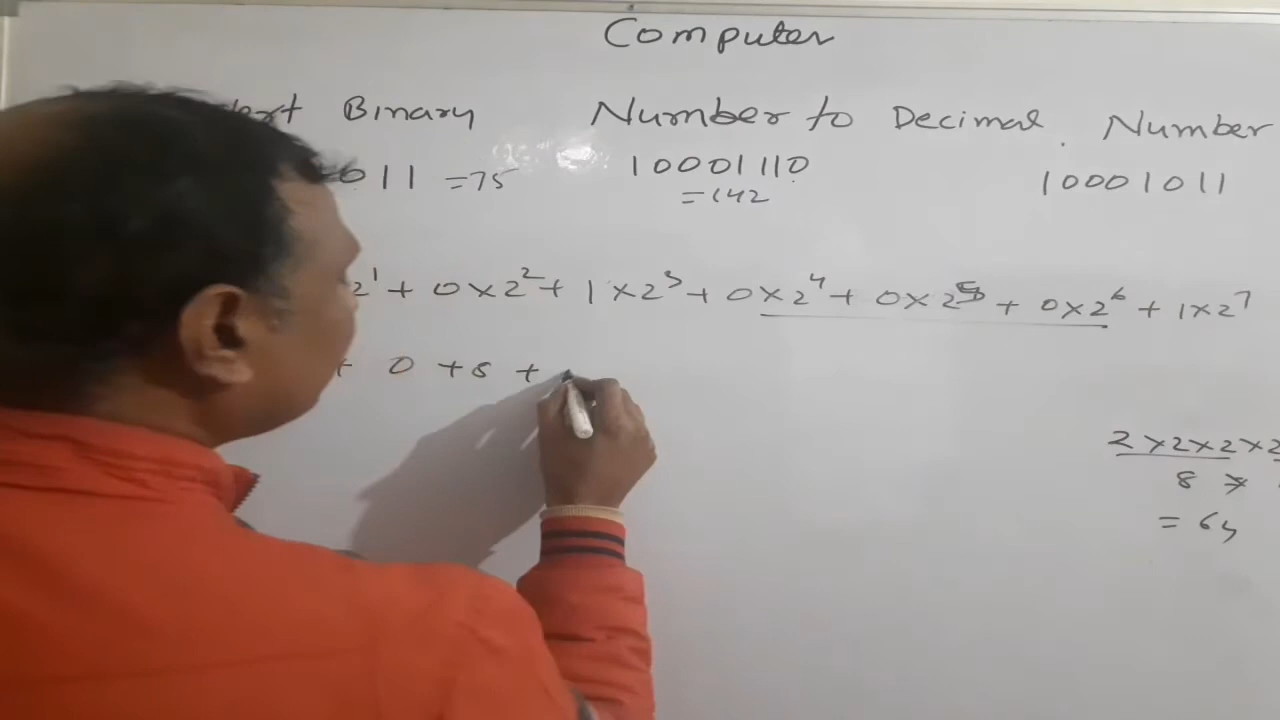 Computer
Binary Number to Decimal Number
011 =75 10001110 10001011
=142
2¹ + 0×2² + 1×2³ + 0×2⁴ + 0×2⁵ + 0×2⁶ + 1×2⁷
+ 0 + 8 +
2×2×2×2
8 ×
= 64